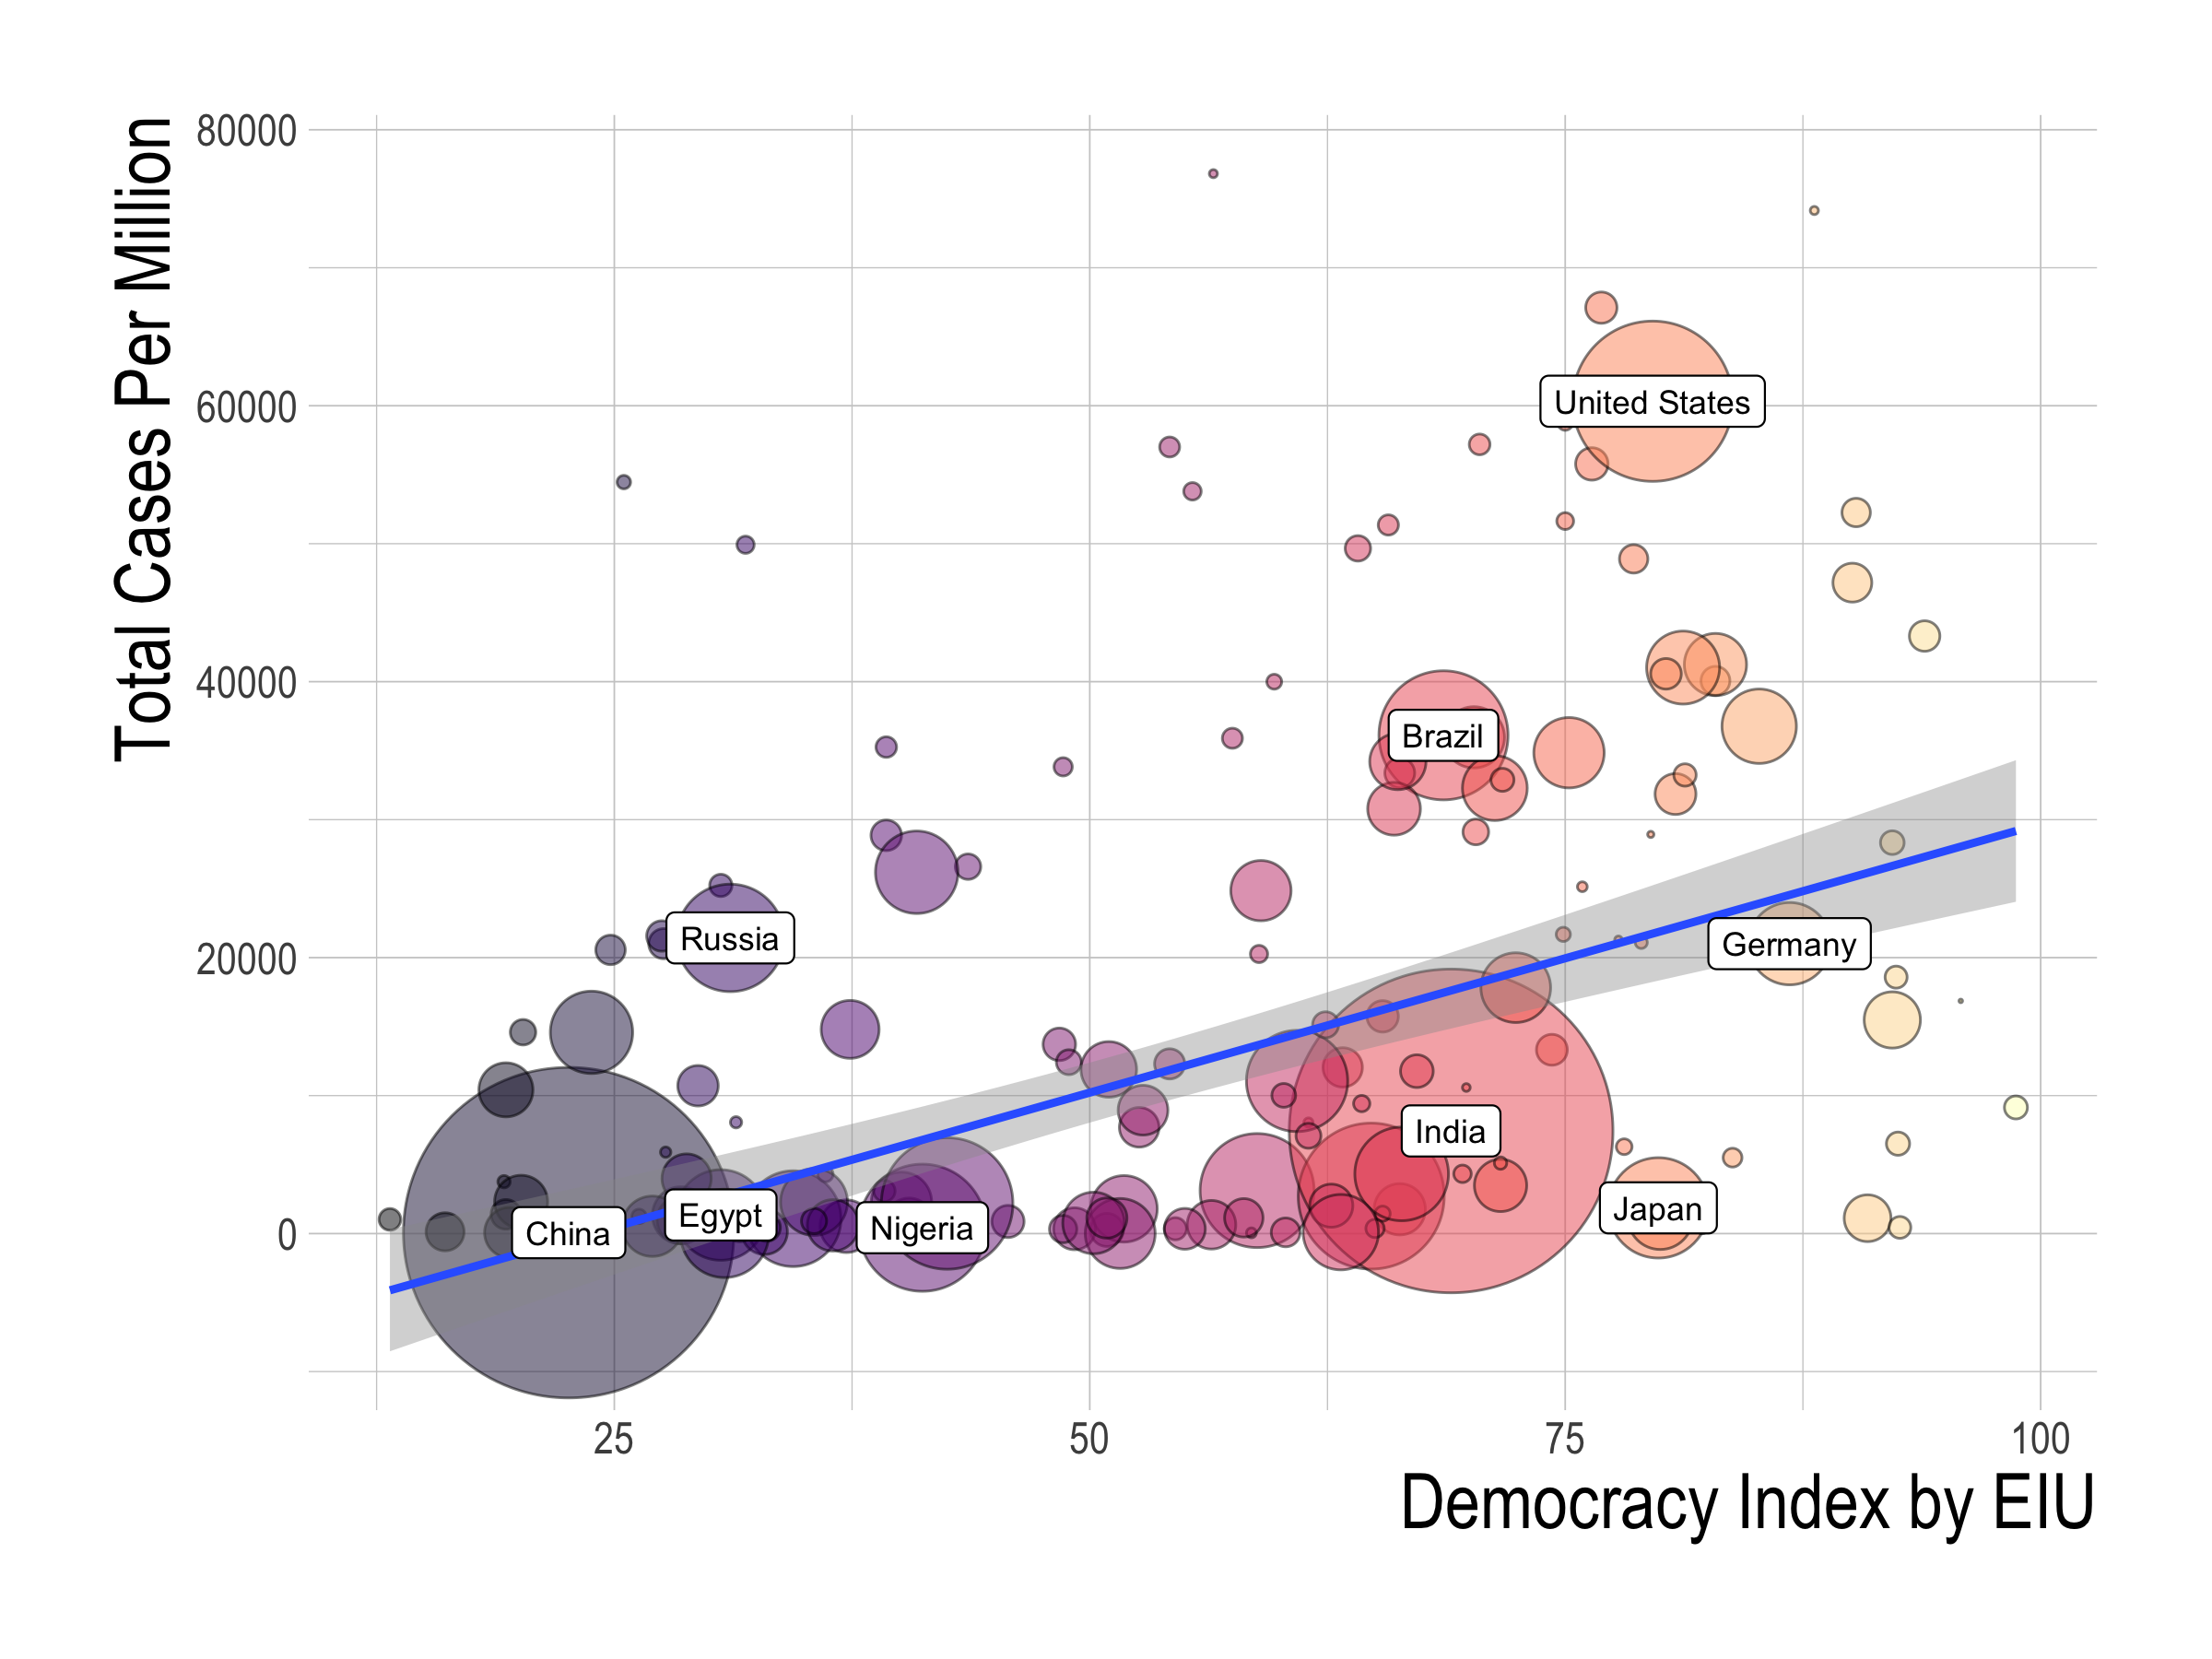 Total Cases Per Million
80000
60000
40000
20000
0
United States
Brazil
Russia
Germany
India
China
Egypt
Nigeria
Japan
25
50
75
100
Democracy Index by EIU